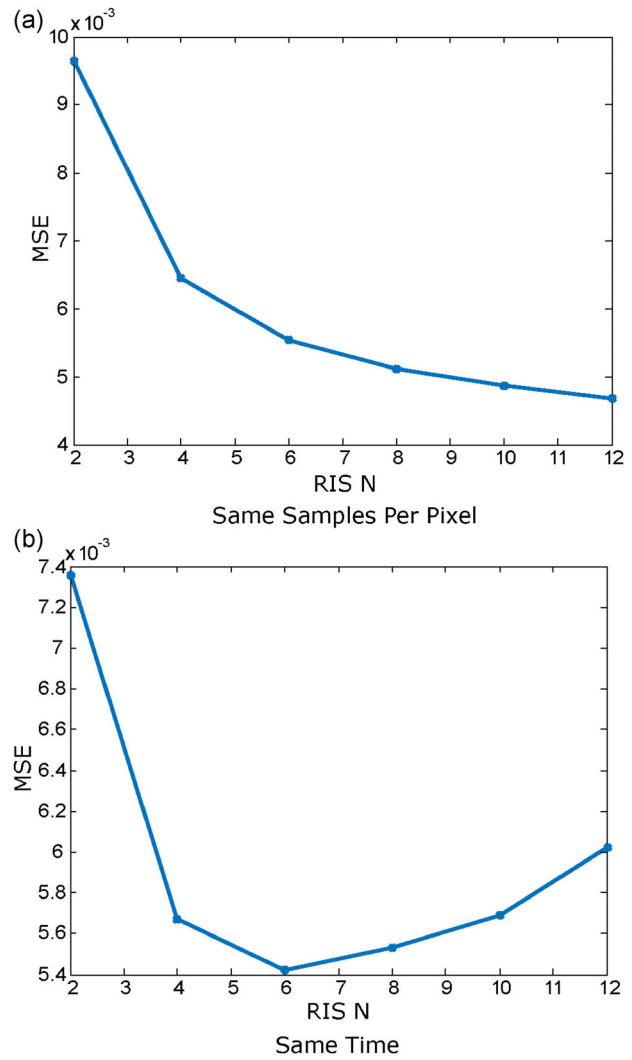 (a)
10 x 10⁻³
9
8
7
6
5
4
MSE
2 3 4 5 6 7 8 9 10 11 12
RIS N
Same Samples Per Pixel
(b)
7.4 x 10⁻³
7.2
7
6.8
6.6
6.4
6.2
6
5.8
5.6
5.4
MSE
2 3 4 5 6 7 8 9 10 11 12
RIS N
Same Time